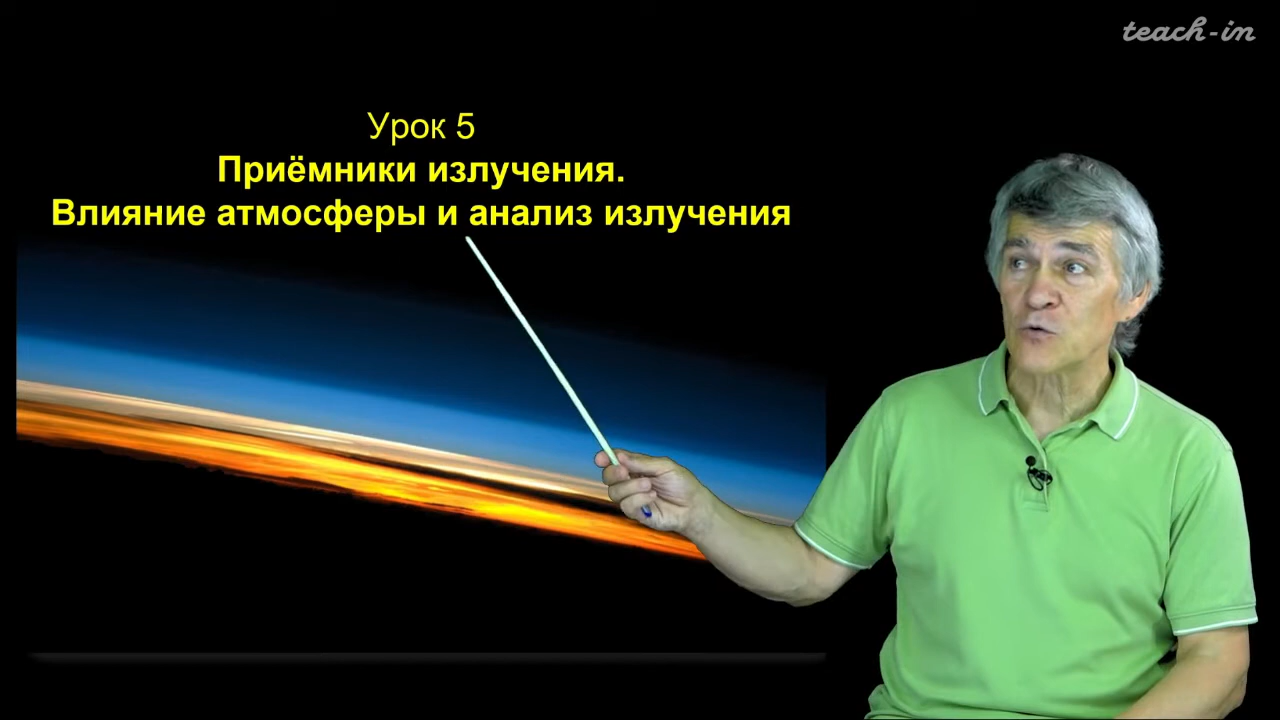 teach-in
Урок 5
Приёмники излучения.
Влияние атмосферы и анализ излучения